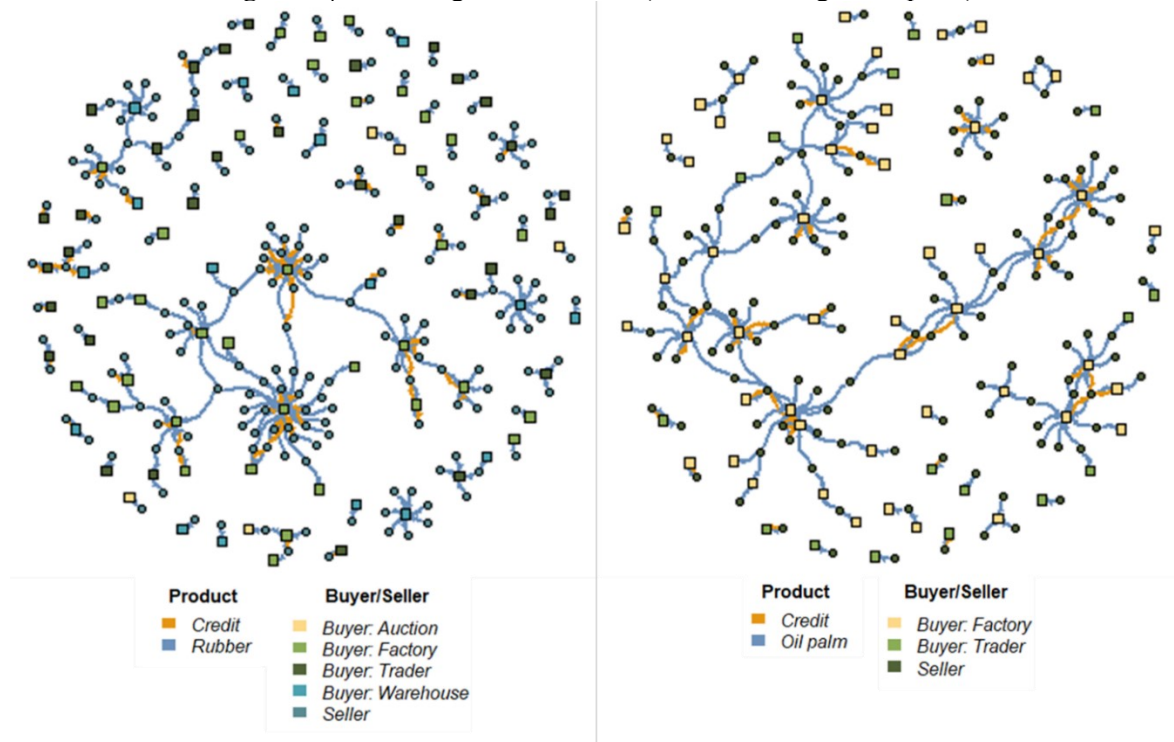 Product
Credit
Rubber
Buyer/Seller
Buyer: Auction
Buyer: Factory
Buyer: Trader
Buyer: Warehouse
Seller
Product
Credit
Oil palm
Buyer/Seller
Buyer: Factory
Buyer: Trader
Seller